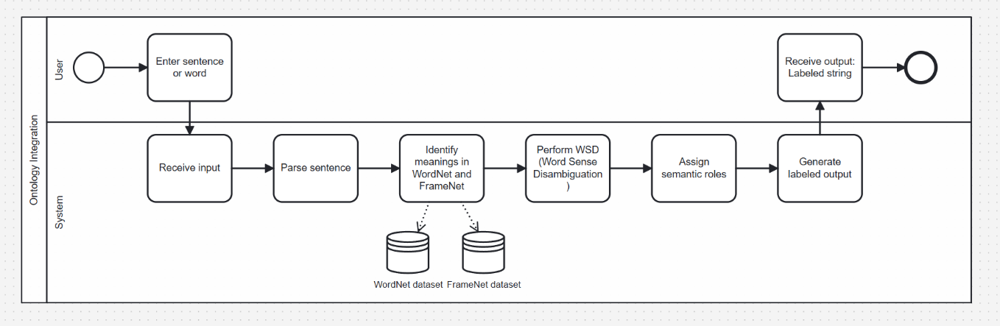 Ontology Integration
User
Enter sentence
or word
Receive output:
Labeled string
System
Receive input
Parse sentence
Identify
meanings in
WordNet and
FrameNet
Perform WSD
(Word Sense
Disambiguation
)
Assign
semantic roles
Generate
labeled output
WordNet dataset
FrameNet dataset